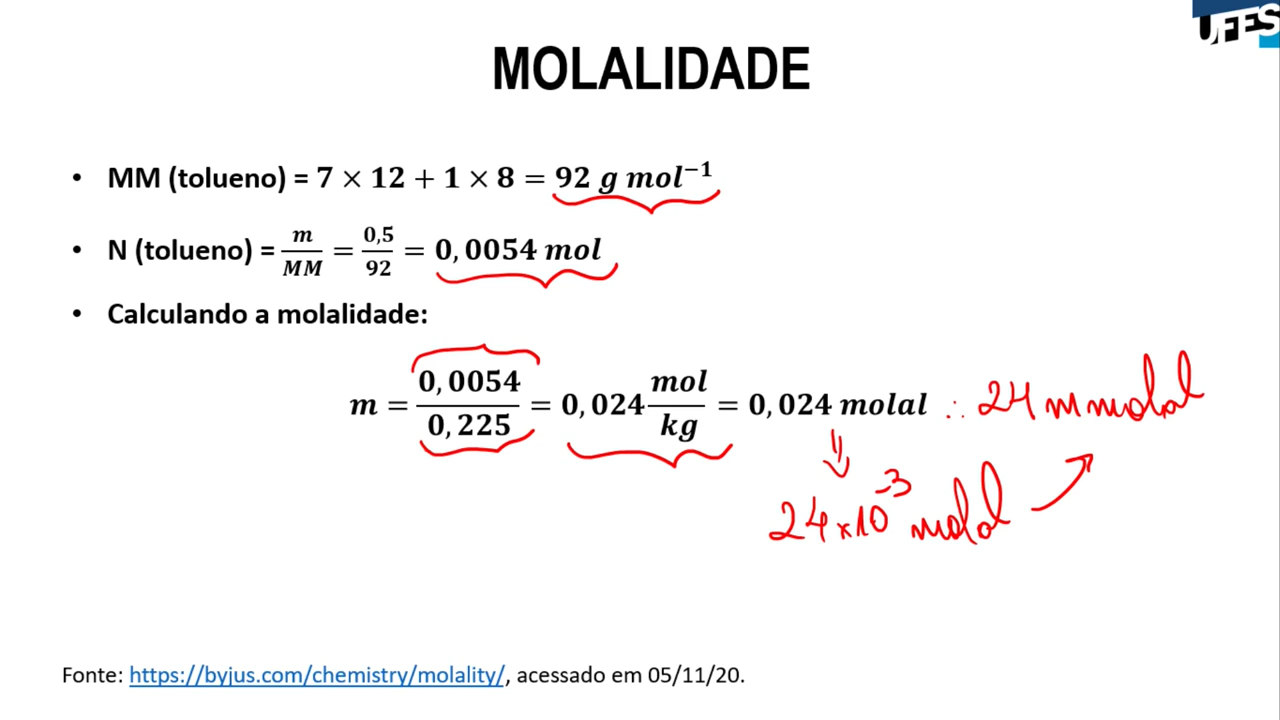 UFES
MOLALIDADE
• MM (tolueno) = 7 × 12 + 1 × 8 = 92 g mol⁻¹
• N (tolueno) = m/MM = 0,5/92 = 0,0054 mol
• Calculando a molalidade:
m = 0,0054/0,225 = 0,024 mol/kg = 0,024 molal ∴ 24 m molal
24 × 10⁻³ molal
Fonte: https://byjus.com/chemistry/molality/, acessado em 05/11/20.